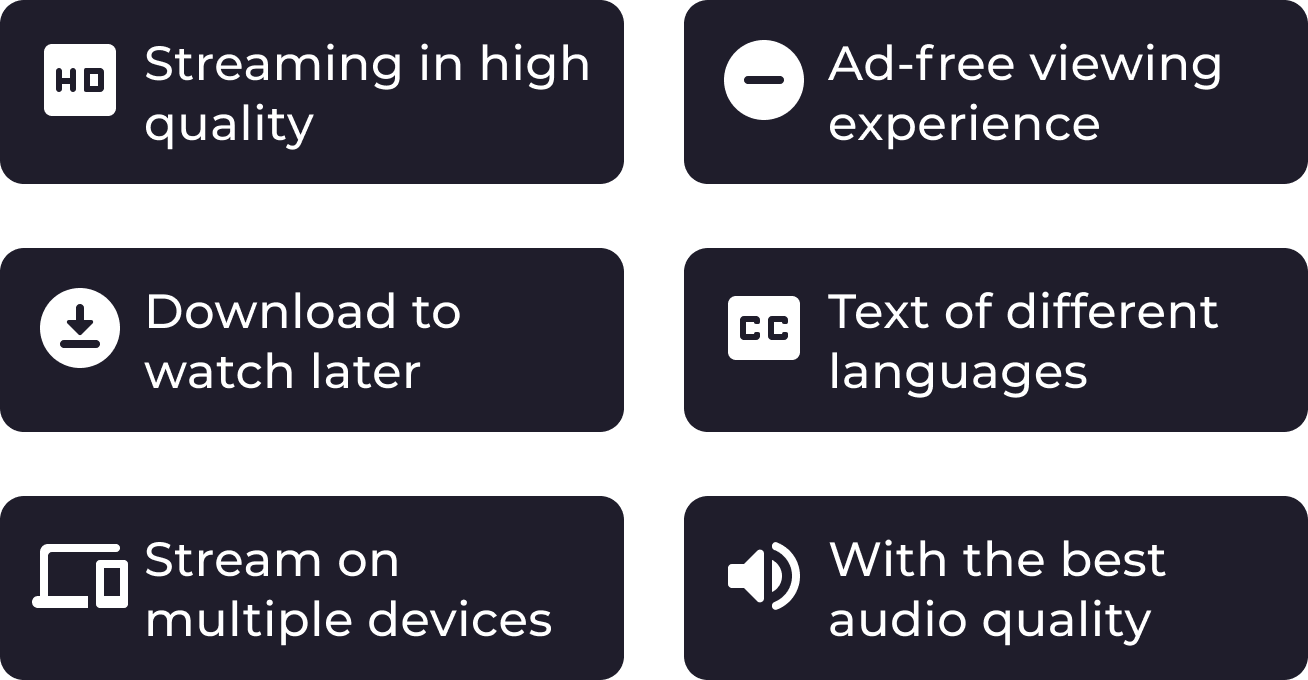 HD
Streaming in high
quality
Ad-free viewing
experience
Download to
watch later
CC
Text of different
languages
Stream on
multiple devices
With the best
audio quality